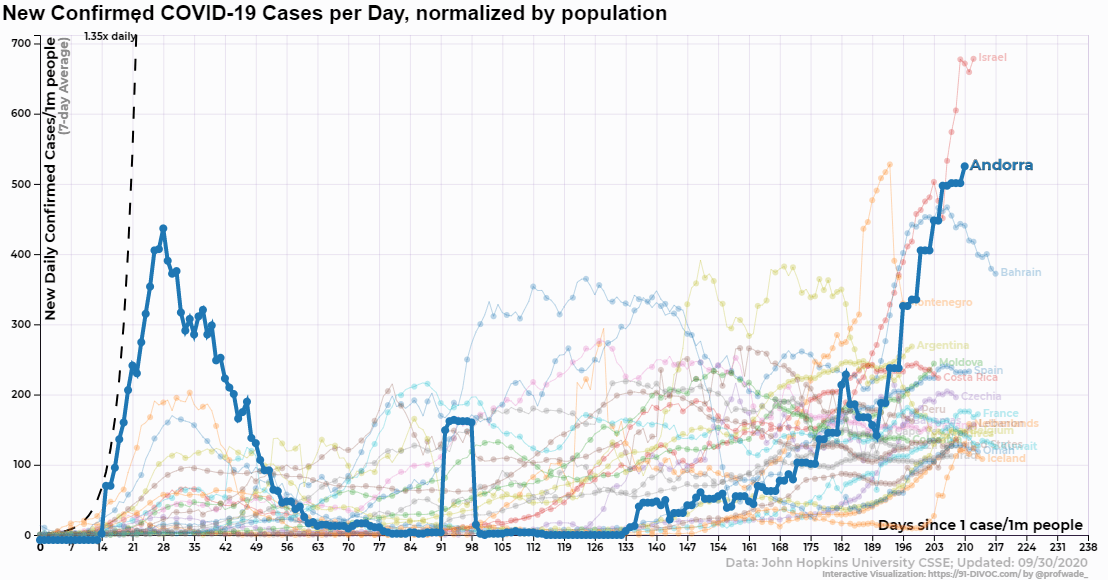 New Confirmed COVID-19 Cases per Day, normalized by population
1.35x daily
New Daily Confirmed Cases/1m people
(7-day Average)
700
600
500
400
300
200
100
0
Israel
Andorra
Bahrain
Argentina
Moldova
Spain
Costa Rica
Czechia
Peru
France
Lebanon
Oman
Iceland
Days since 1 case/1m people
0 7 14 21 28 35 42 49 56 63 70 77 84 91 98 105 112 119 126 133 140 147 154 161 168 175 182 189 196 203 210 217 224 231 238
Data: John Hopkins University CSSE; Updated: 09/30/2020
Interactive Visualization: https://91-DIVOC.com/ by @profwade_